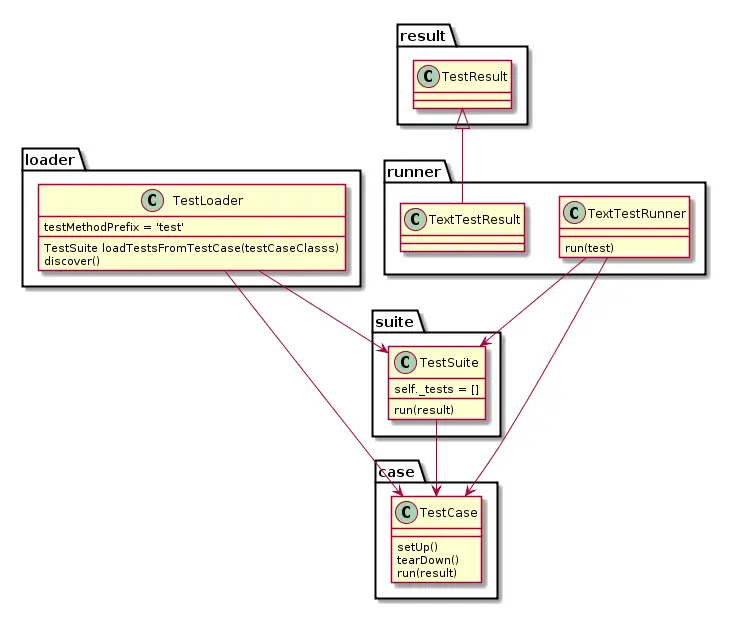 result
C TestResult
loader
C TestLoader
testMethodPrefix = 'test'
TestSuite loadTestsFromTestCase(testCaseClasss)
discover()
runner
C TextTestResult
C TextTestRunner
run(test)
suite
C TestSuite
self._tests = []
run(result)
case
C TestCase
setUp()
tearDown()
run(result)